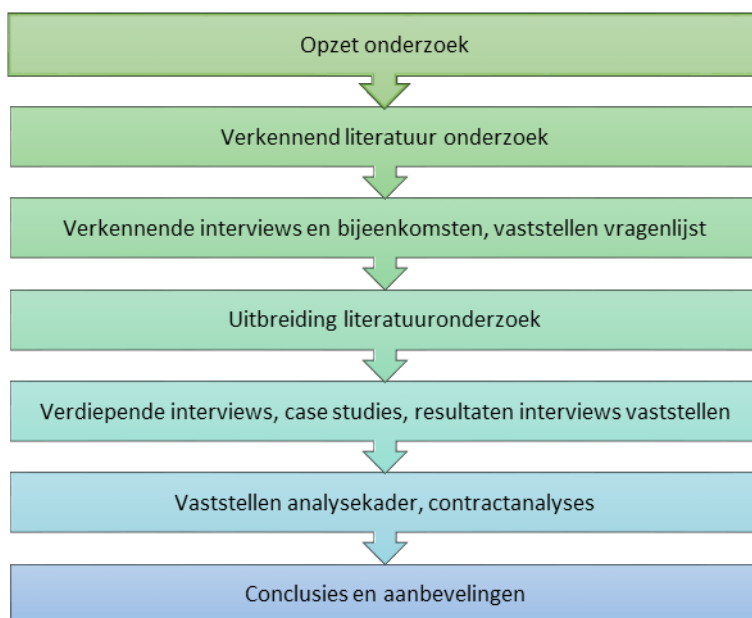 Opzet onderzoek
Verkennend literatuur onderzoek
Verkennende interviews en bijeenkomsten, vaststellen vragenlijst
Uitbreiding literatuuronderzoek
Verdiepende interviews, case studies, resultaten interviews vaststellen
Vaststellen analysekader, contractanalyses
Conclusies en aanbevelingen